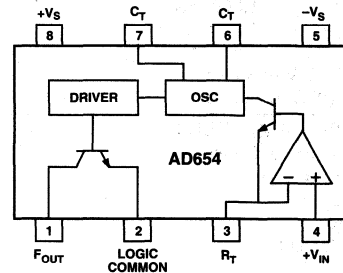 +VS CT CT –VS
8 7 6 5
DRIVER OSC
AD654
– +
1 2 3 4
FOUT LOGIC COMMON RT +VIN